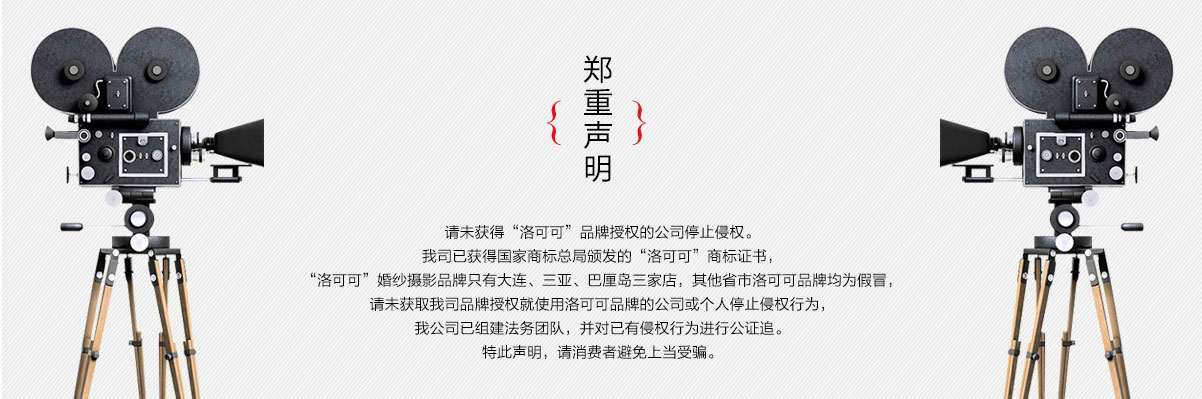 郑重声明
请未获得“洛可可”品牌授权的公司停止侵权。
我司已获得国家商标总局颁发的“洛可可”商标证书，
“洛可可”婚纱摄影品牌只有大连、三亚、巴厘岛三家店，其他省市洛可可品牌均为假冒，
请未获取我司品牌授权就使用洛可可品牌的公司或个人停止侵权行为，
我公司已组建法务团队，并对已有侵权行为进行公证追。
特此声明，请消费者避免上当受骗。